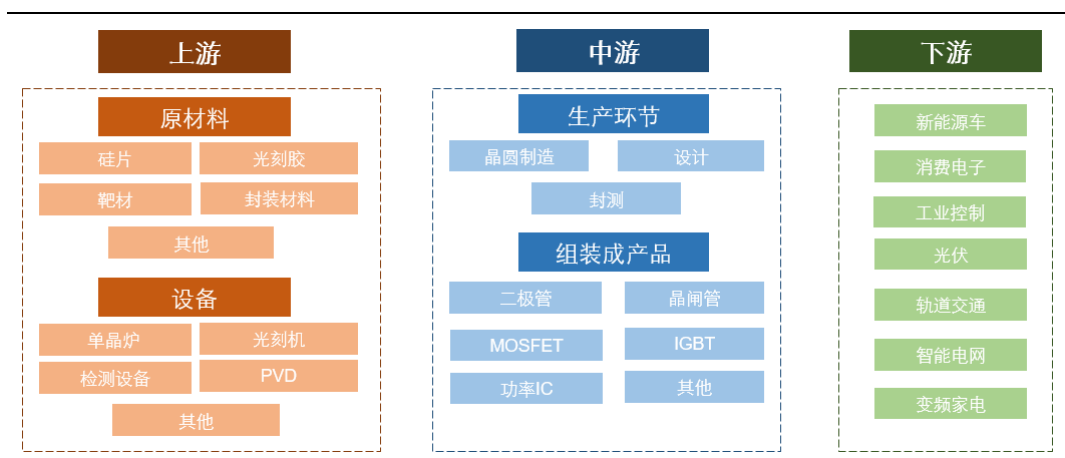 上游
原材料
硅片 光刻胶
靶材 封装材料
其他
设备
单晶炉 光刻机
检测设备 PVD
其他
中游
生产环节
晶圆制造 设计
封测
组装成产品
二极管 晶闸管
MOSFET IGBT
功率IC 其他
下游
新能源车
消费电子
工业控制
光伏
轨道交通
智能电网
变频家电